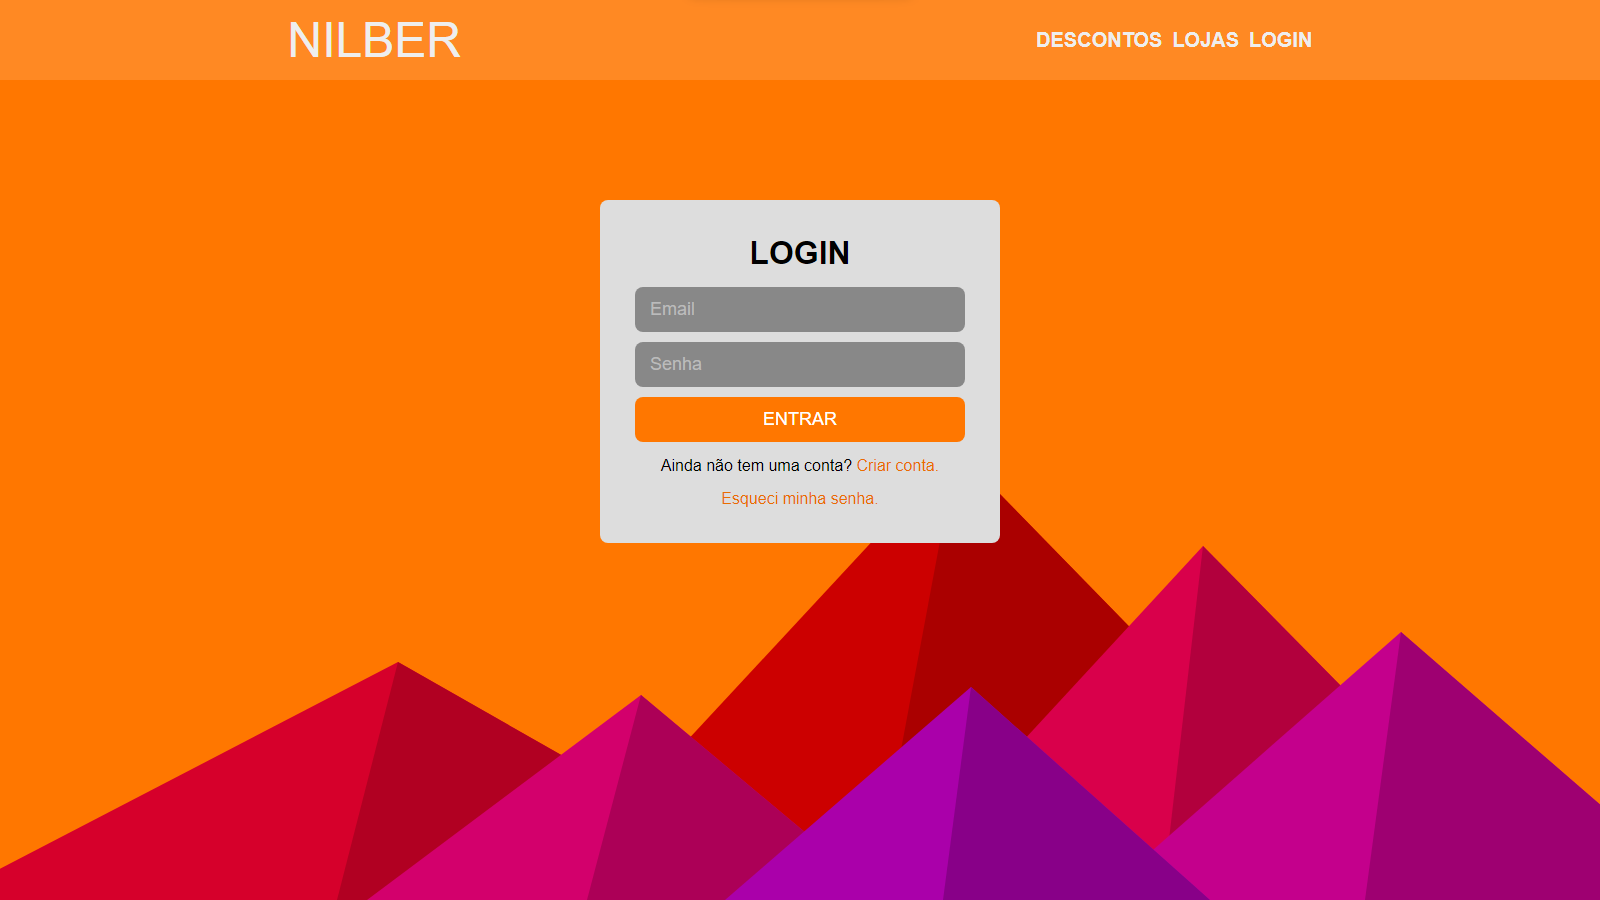 NILBER
DESCONTOS LOJAS LOGIN
LOGIN
Email
Senha
ENTRAR
Ainda não tem uma conta? Criar conta.
Esqueci minha senha.